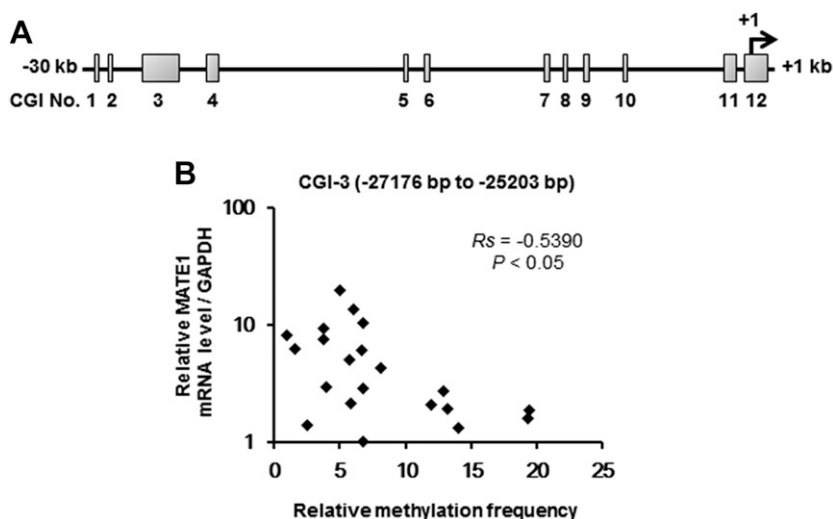 A
+1
-30 kb
+1 kb
CGI No. 1 2 3 4 5 6 7 8 9 10 11 12
B
CGI-3 (-27176 bp to -25203 bp)
Relative MATE1
mRNA level / GAPDH
100
10
1
Rs = -0.5390
P < 0.05
0 5 10 15 20 25
Relative methylation frequency